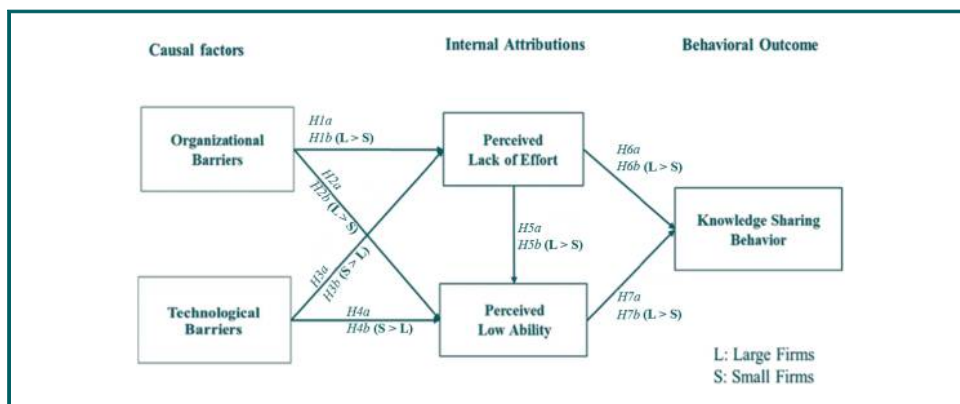 Causal factors
Internal Attributions
Behavioral Outcome
Organizational
Barriers
H1a
H1b (L > S)
H2a
H2b (L > S)
Perceived
Lack of Effort
H6a
H6b (L > S)
H5a
H5b (L > S)
Knowledge Sharing
Behavior
H3a
H3b (S > L)
Technological
Barriers
H4a
H4b (S > L)
Perceived
Low Ability
H7a
H7b (L > S)
L: Large Firms
S: Small Firms